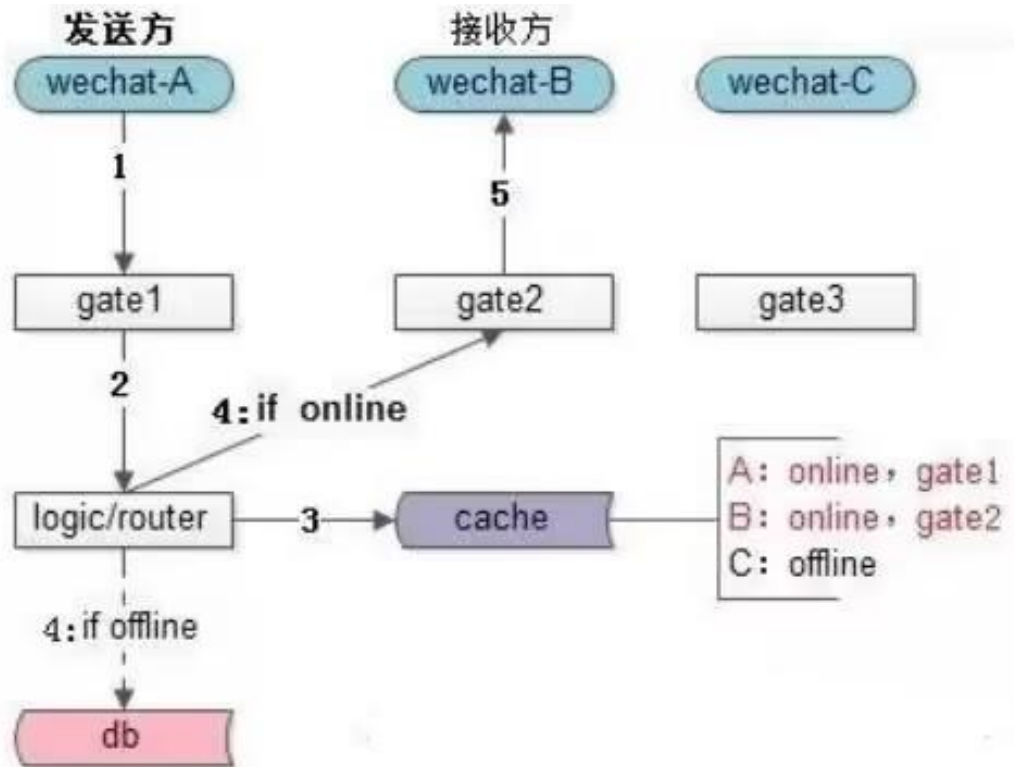 发送方
接收方
wechat-A
wechat-B
wechat-C
1
5
gate1
gate2
gate3
2
4:if online
A: online, gate1
B: online, gate2
C: offline
logic/router
3
cache
4:if offline
db